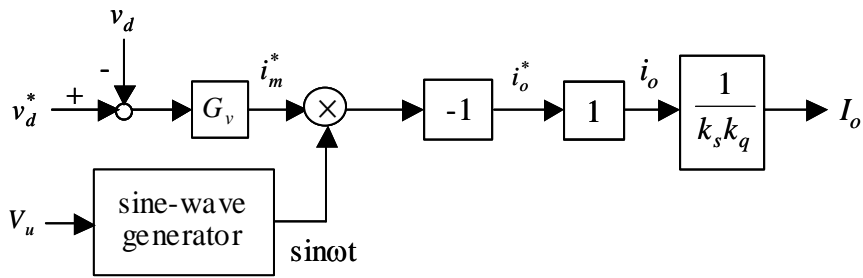 v_d
-
v_d^* + G_v i_m^* × -1 i_o^* 1 i_o 1/(k_s k_q) I_o
V_u sine-wave
generator
sinωt